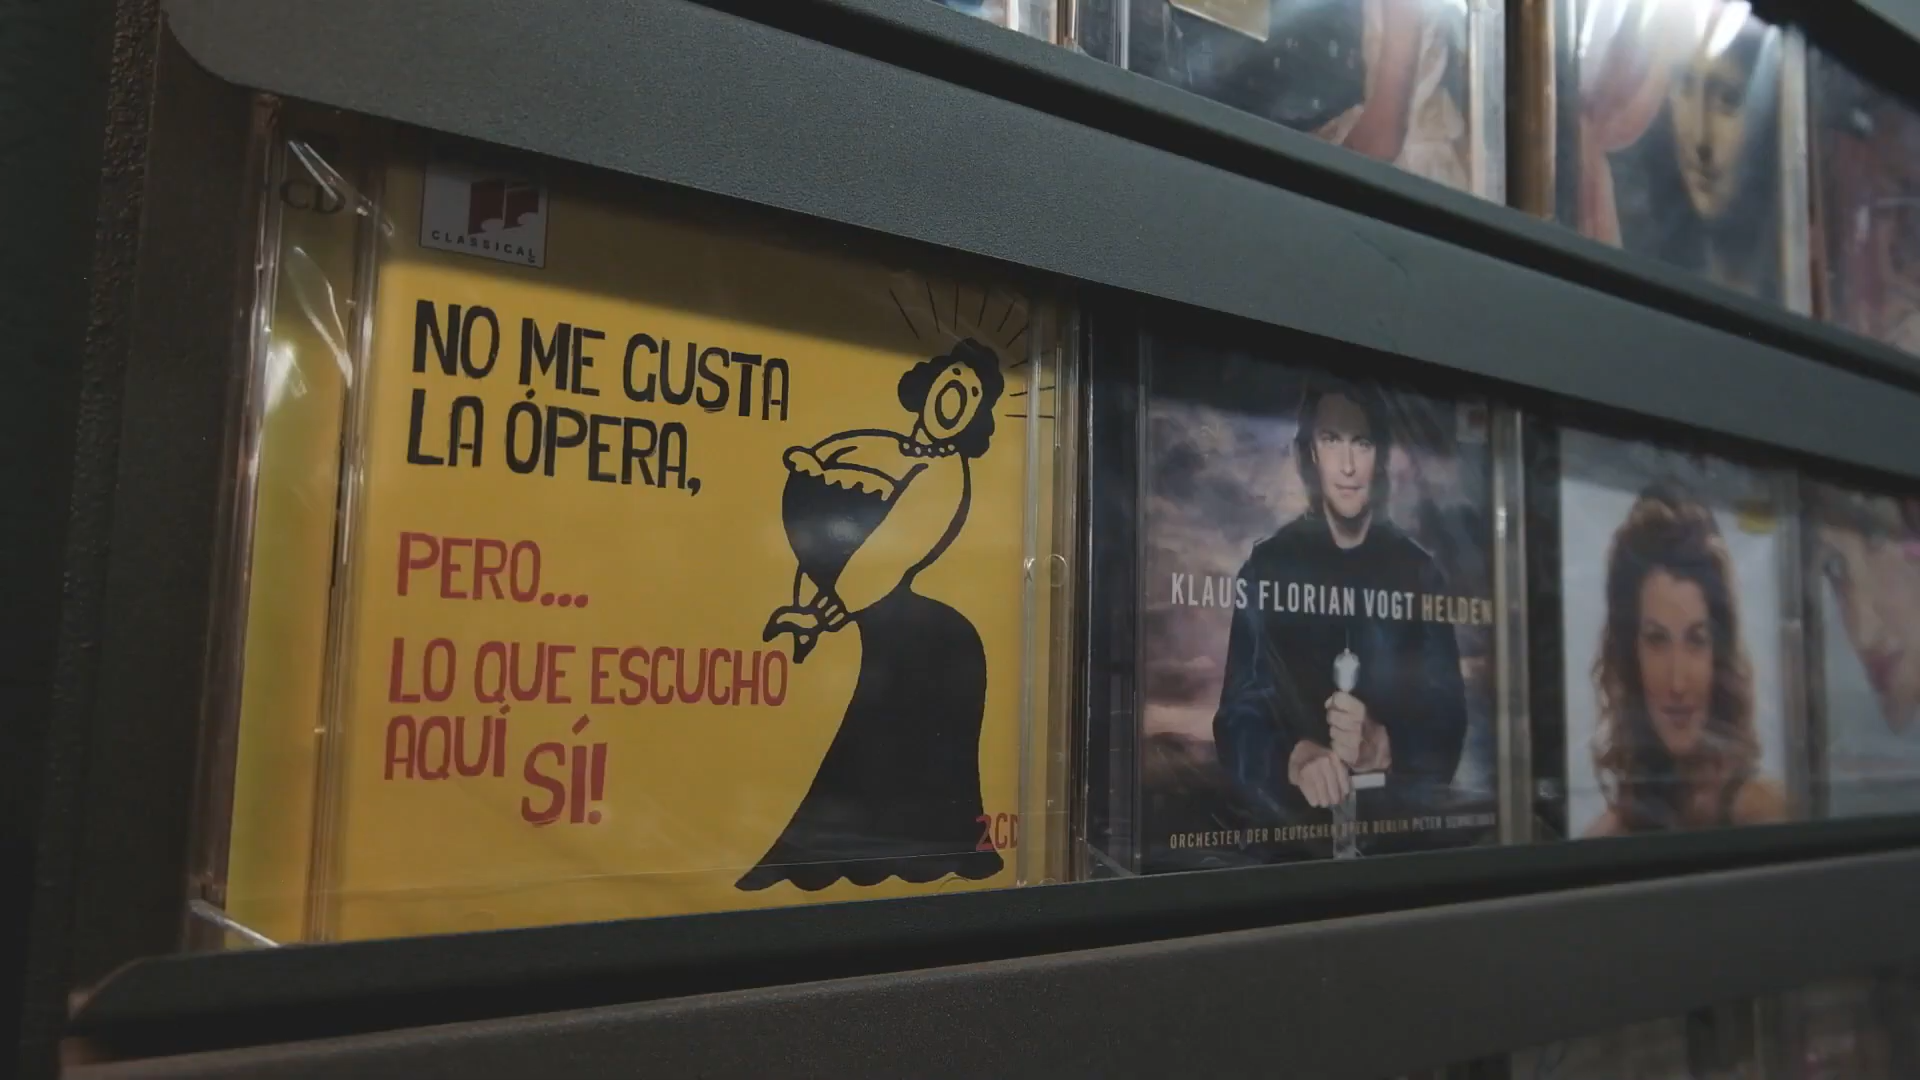 CD
CLASSICAL
NO ME GUSTA
LA ÓPERA,
PERO...
LO QUE ESCUCHO
AQUÍ SÍ!
2CD
KLAUS FLORIAN VOGT HELDEN
ORCHESTER DER DEUTSCHEN OPER BERLIN PETER SCHNEIDER